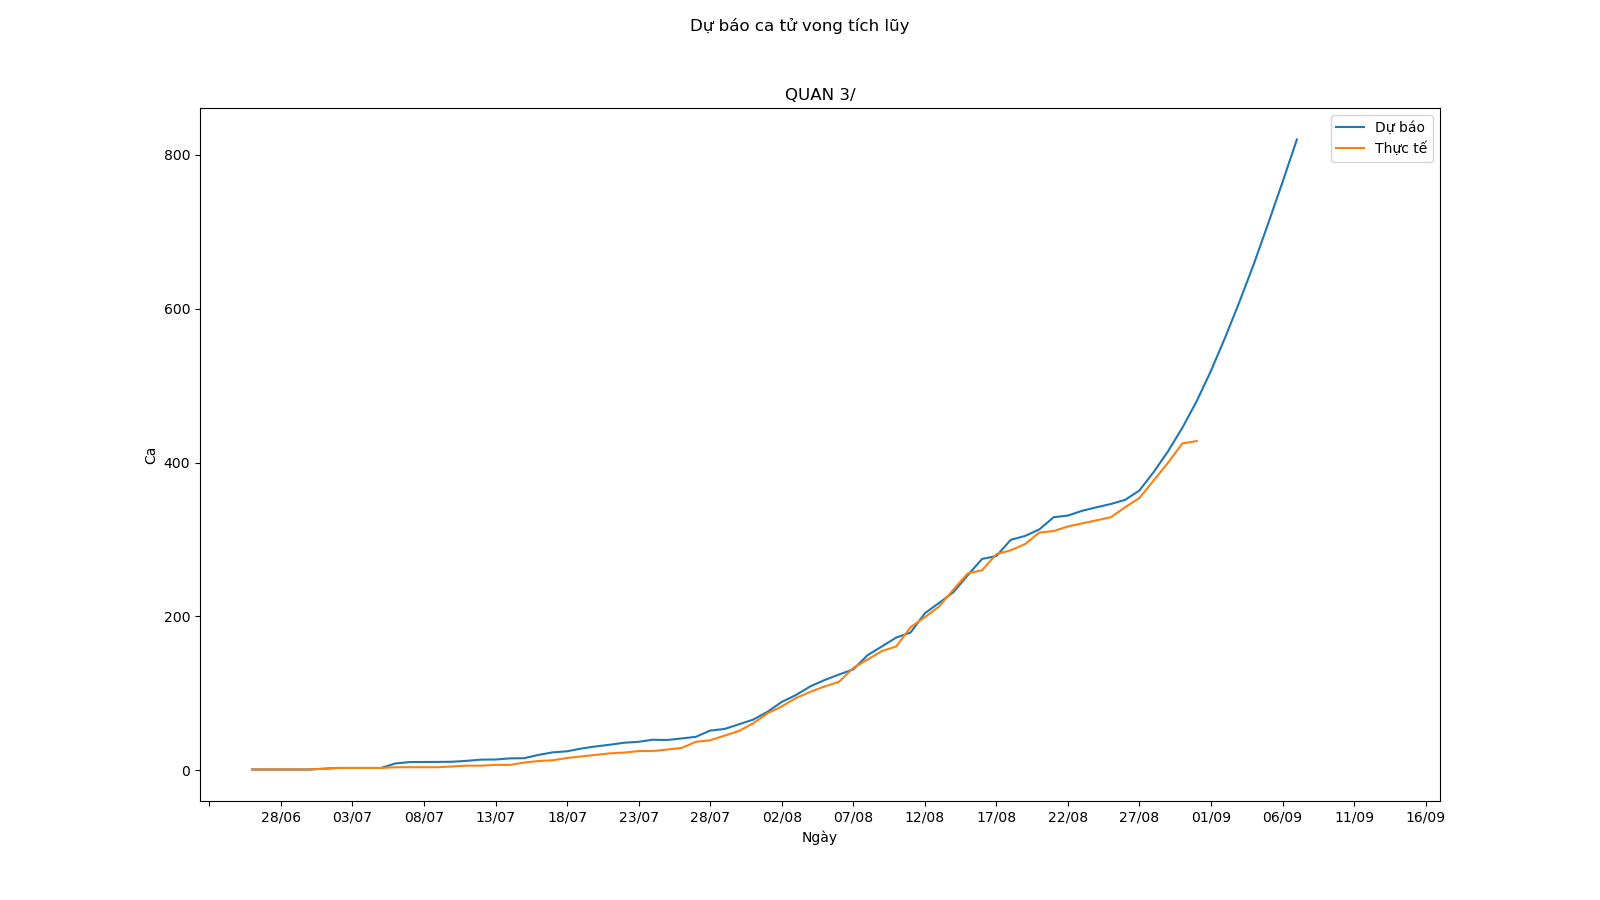 Dự báo ca tử vong tích lũy
QUAN 3/
Dự báo
Thực tế
800
600
400
200
0
Ca
28/06 03/07 08/07 13/07 18/07 23/07 28/07 02/08 07/08 12/08 17/08 22/08 27/08 01/09 06/09 11/09 16/09
Ngày